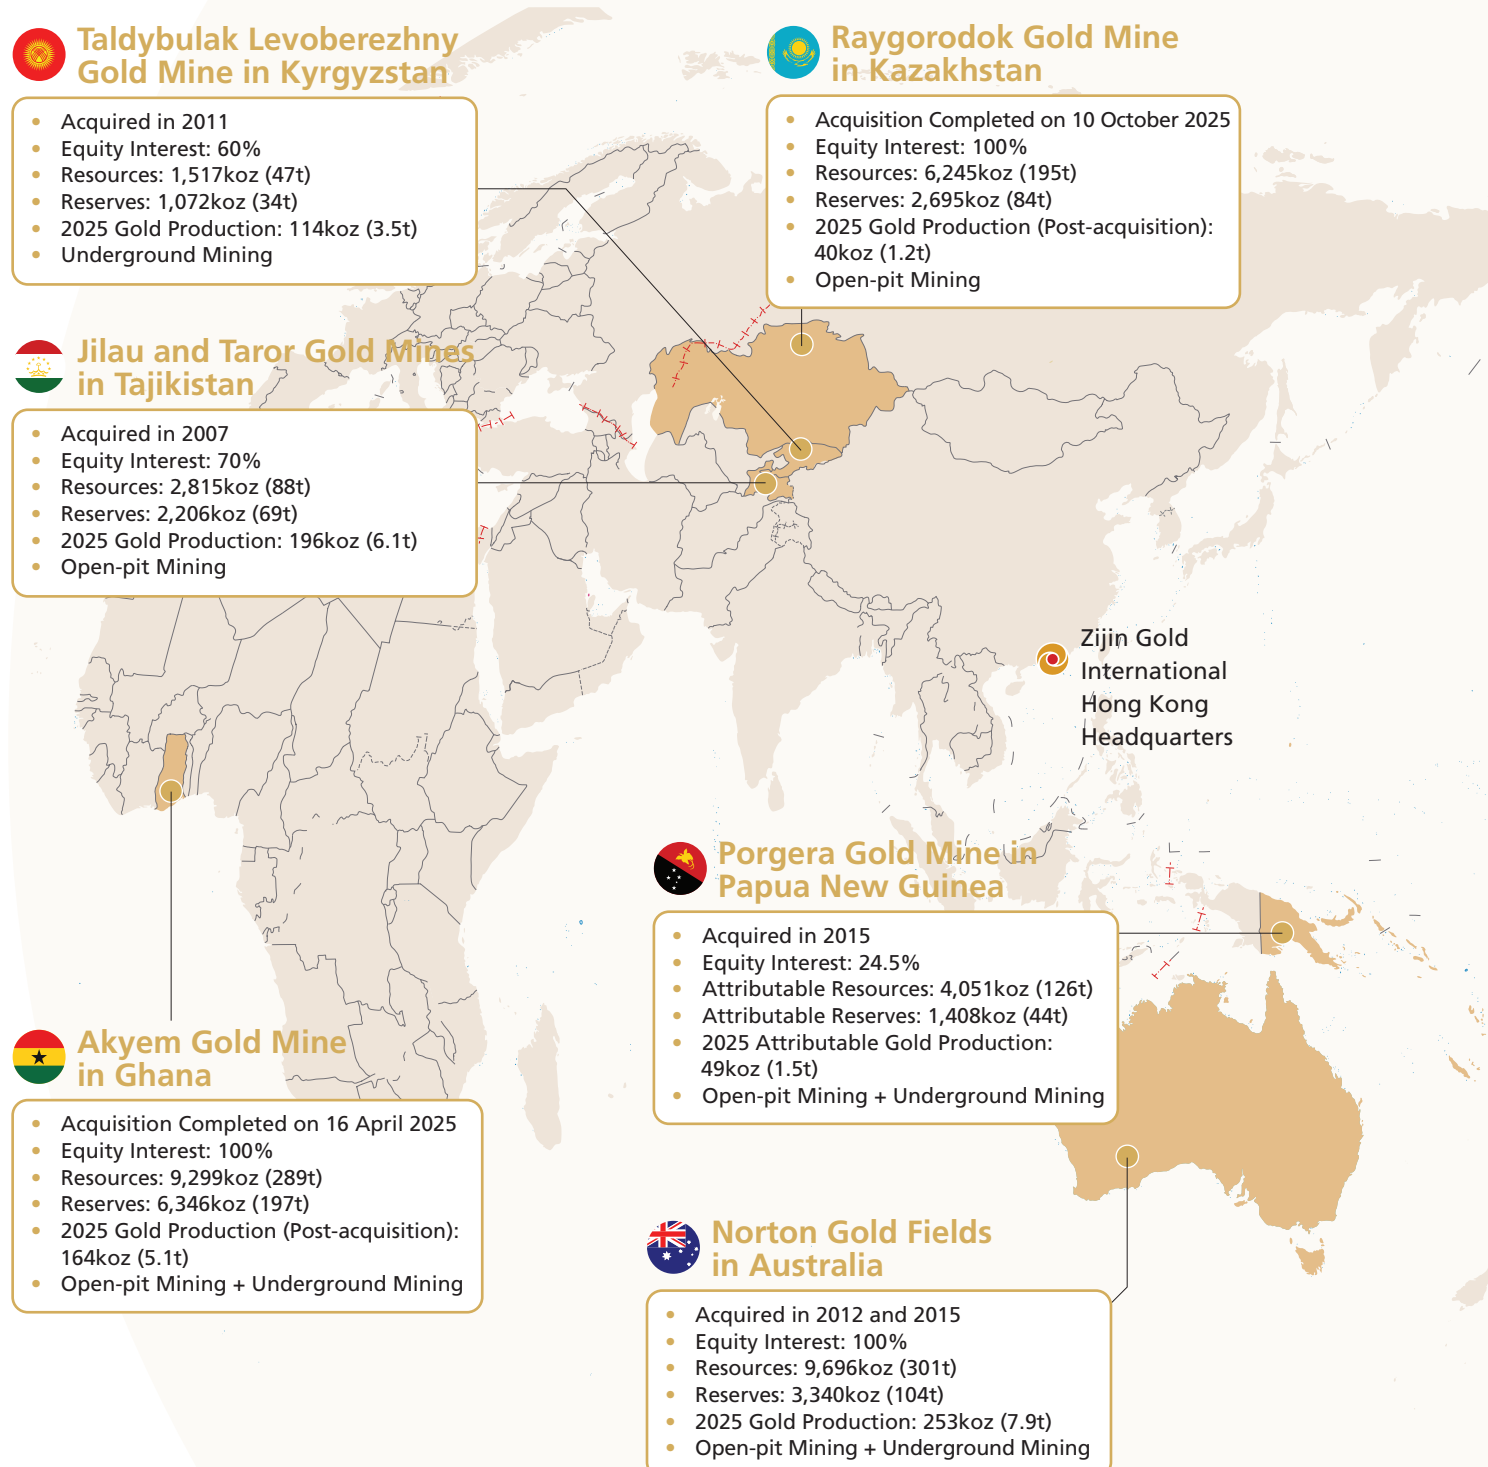 Taldybulak Levoberezhny
Gold Mine in Kyrgyzstan
• Acquired in 2011
• Equity Interest: 60%
• Resources: 1,517koz (47t)
• Reserves: 1,072koz (34t)
• 2025 Gold Production: 114koz (3.5t)
• Underground Mining
Raygorodok Gold Mine
in Kazakhstan
• Acquisition Completed on 10 October 2025
• Equity Interest: 100%
• Resources: 6,245koz (195t)
• Reserves: 2,695koz (84t)
• 2025 Gold Production (Post-acquisition):
40koz (1.2t)
• Open-pit Mining
Jilau and Taror Gold Mines
in Tajikistan
• Acquired in 2007
• Equity Interest: 70%
• Resources: 2,815koz (88t)
• Reserves: 2,206koz (69t)
• 2025 Gold Production: 196koz (6.1t)
• Open-pit Mining
Zijin Gold
International
Hong Kong
Headquarters
Porgera Gold Mine in
Papua New Guinea
• Acquired in 2015
• Equity Interest: 24.5%
• Attributable Resources: 4,051koz (126t)
• Attributable Reserves: 1,408koz (44t)
• 2025 Attributable Gold Production:
49koz (1.5t)
• Open-pit Mining + Underground Mining
Akyem Gold Mine
in Ghana
• Acquisition Completed on 16 April 2025
• Equity Interest: 100%
• Resources: 9,299koz (289t)
• Reserves: 6,346koz (197t)
• 2025 Gold Production (Post-acquisition):
164koz (5.1t)
• Open-pit Mining + Underground Mining
Norton Gold Fields
in Australia
• Acquired in 2012 and 2015
• Equity Interest: 100%
• Resources: 9,696koz (301t)
• Reserves: 3,340koz (104t)
• 2025 Gold Production: 253koz (7.9t)
• Open-pit Mining + Underground Mining